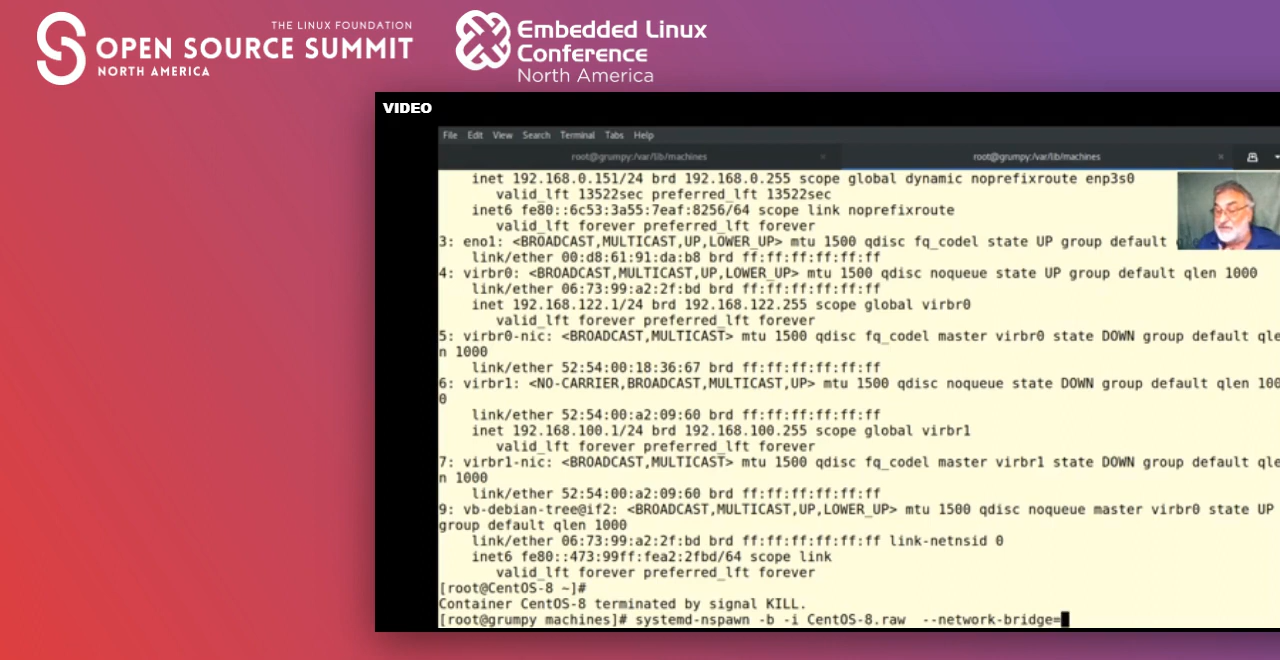 THE LINUX FOUNDATION
OPEN SOURCE SUMMIT
NORTH AMERICA
Embedded Linux
Conference
North America
VIDEO
File Edit View Search Terminal Tabs Help
root@grumpy:/var/lib/machines × root@grumpy:/var/lib/machines ×
inet 192.168.0.151/24 brd 192.168.0.255 scope global dynamic noprefixroute enp3s0
valid_lft 13522sec preferred_lft 13522sec
inet6 fe80::6c53:3a55:7eaf:8256/64 scope link noprefixroute
valid_lft forever preferred_lft forever
3: eno1: <BROADCAST,MULTICAST,UP,LOWER_UP> mtu 1500 qdisc fq_codel state UP group default
link/ether 00:d8:61:91:da:b8 brd ff:ff:ff:ff:ff:ff
4: virbr0: <BROADCAST,MULTICAST,UP,LOWER_UP> mtu 1500 qdisc noqueue state UP group default qlen 1000
link/ether 06:73:99:a2:2f:bd brd ff:ff:ff:ff:ff:ff
inet 192.168.122.1/24 brd 192.168.122.255 scope global virbr0
valid_lft forever preferred_lft forever
5: virbr0-nic: <BROADCAST,MULTICAST> mtu 1500 qdisc fq_codel master virbr0 state DOWN group default qle
n 1000
link/ether 52:54:00:18:36:67 brd ff:ff:ff:ff:ff:ff
6: virbr1: <NO-CARRIER,BROADCAST,MULTICAST,UP> mtu 1500 qdisc noqueue state DOWN group default qlen 100
0
link/ether 52:54:00:a2:09:60 brd ff:ff:ff:ff:ff:ff
inet 192.168.100.1/24 brd 192.168.100.255 scope global virbr1
valid_lft forever preferred_lft forever
7: virbr1-nic: <BROADCAST,MULTICAST> mtu 1500 qdisc fq_codel master virbr1 state DOWN group default qle
n 1000
link/ether 52:54:00:a2:09:60 brd ff:ff:ff:ff:ff:ff
9: vb-debian-tree@if2: <BROADCAST,MULTICAST,UP,LOWER_UP> mtu 1500 qdisc noqueue master virbr0 state UP
group default qlen 1000
link/ether 06:73:99:a2:2f:bd brd ff:ff:ff:ff:ff:ff link-netnsid 0
inet6 fe80::473:99ff:fea2:2fbd/64 scope link
valid_lft forever preferred_lft forever
[root@CentOS-8 ~]#
Container CentOS-8 terminated by signal KILL.
[root@grumpy machines]# systemd-nspawn -b -i CentOS-8.raw --network-bridge=